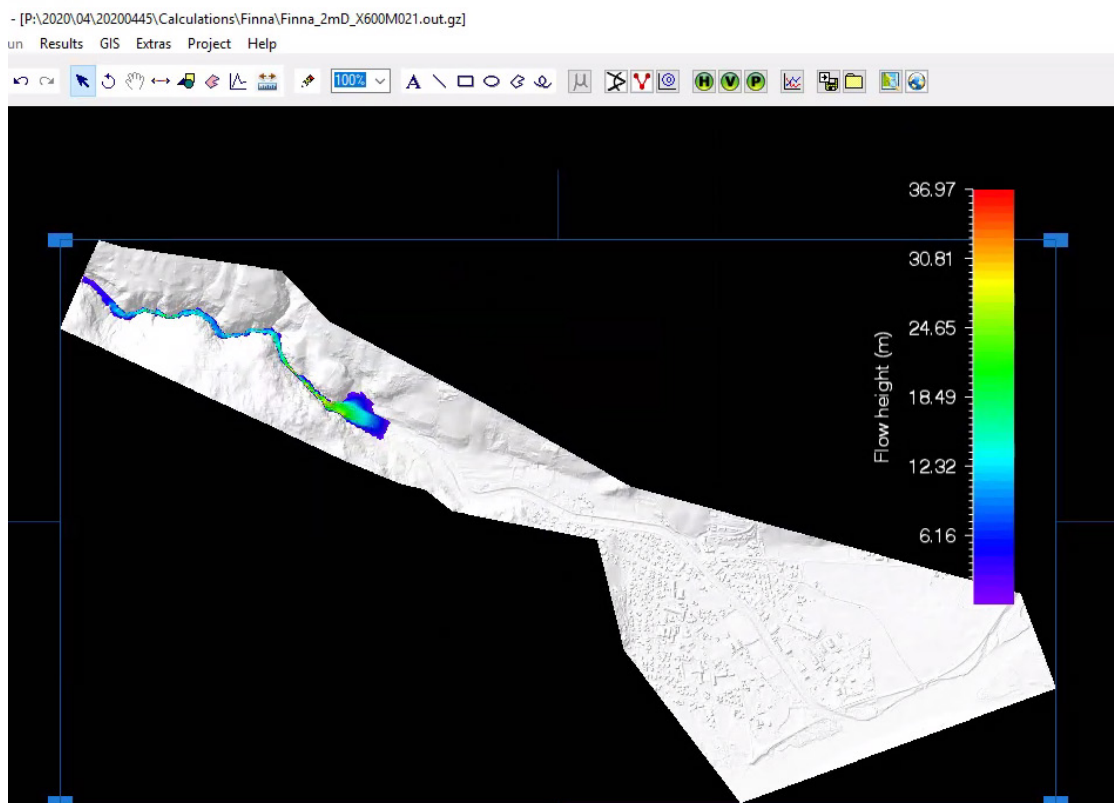 - [P:\2020\04\20200445\Calculations\Finna\Finna_2mD_X600M021.out.gz]
un Results GIS Extras Project Help
100% A μ H V P
36.97
30.81
24.65
18.49
12.32
6.16
Flow height (m)